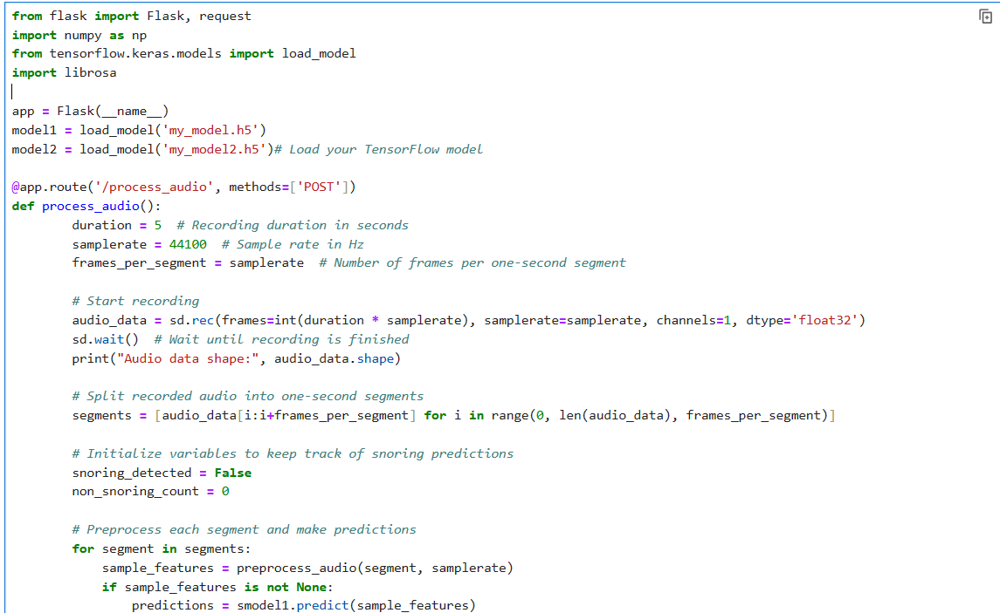 from flask import Flask, request
import numpy as np
from tensorflow.keras.models import load_model
import librosa

app = Flask(__name__)
model1 = load_model('my_model.h5')
model2 = load_model('my_model2.h5')# Load your TensorFlow model

@app.route('/process_audio', methods=['POST'])
def process_audio():
        duration = 5  # Recording duration in seconds
        samplerate = 44100  # Sample rate in Hz
        frames_per_segment = samplerate  # Number of frames per one-second segment

        # Start recording
        audio_data = sd.rec(frames=int(duration * samplerate), samplerate=samplerate, channels=1, dtype='float32')
        sd.wait()  # Wait until recording is finished
        print("Audio data shape:", audio_data.shape)

        # Split recorded audio into one-second segments
        segments = [audio_data[i:i+frames_per_segment] for i in range(0, len(audio_data), frames_per_segment)]

        # Initialize variables to keep track of snoring predictions
        snoring_detected = False
        non_snoring_count = 0

        # Preprocess each segment and make predictions
        for segment in segments:
            sample_features = preprocess_audio(segment, samplerate)
            if sample_features is not None:
                predictions = smodel1.predict(sample_features)